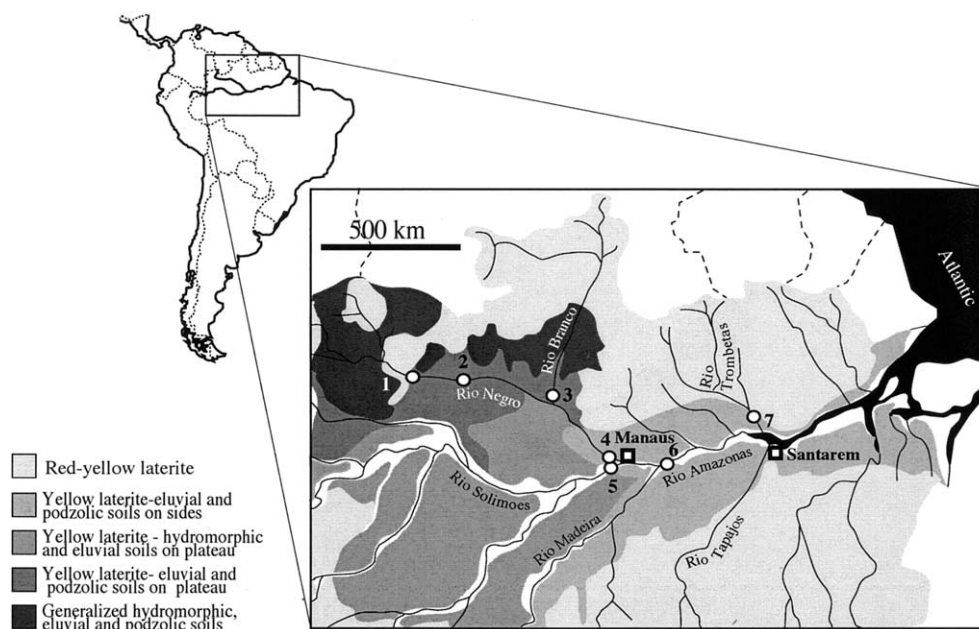 500 km
Atlantic
Rio Branco
Rio
Trombetas
1
2
Rio Negro
3
7
4
Manaus
6
5
Rio Amazonas
Santarem
Rio Solimoes
Rio Madeira
Rio
Tapajos
Red-yellow laterite
Yellow laterite-eluvial and
podzolic soils on sides
Yellow laterite - hydromorphic
and eluvial soils on plateau
Yellow laterite- eluvial and
podzolic soils on plateau
Generalized hydromorphic,
eluvial and podzolic soils